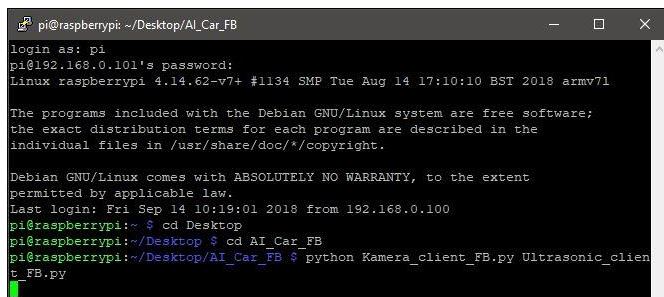 pi@raspberrypi: ~/Desktop/AI_Car_FB
login as: pi
pi@192.168.0.101's password:
Linux raspberrypi 4.14.62-v7+ #1134 SMP Tue Aug 14 17:10:10 BST 2018 armv7l
The programs included with the Debian GNU/Linux system are free software;
the exact distribution terms for each program are described in the
individual files in /usr/share/doc/*/copyright.
Debian GNU/Linux comes with ABSOLUTELY NO WARRANTY, to the extent
permitted by applicable law.
Last login: Fri Sep 14 10:19:01 2018 from 192.168.0.100
pi@raspberrypi:~ $ cd Desktop
pi@raspberrypi:~/Desktop $ cd AI_Car_FB
pi@raspberrypi:~/Desktop/AI_Car_FB $ python Kamera_client_FB.py Ultrasonic_clien
t_FB.py